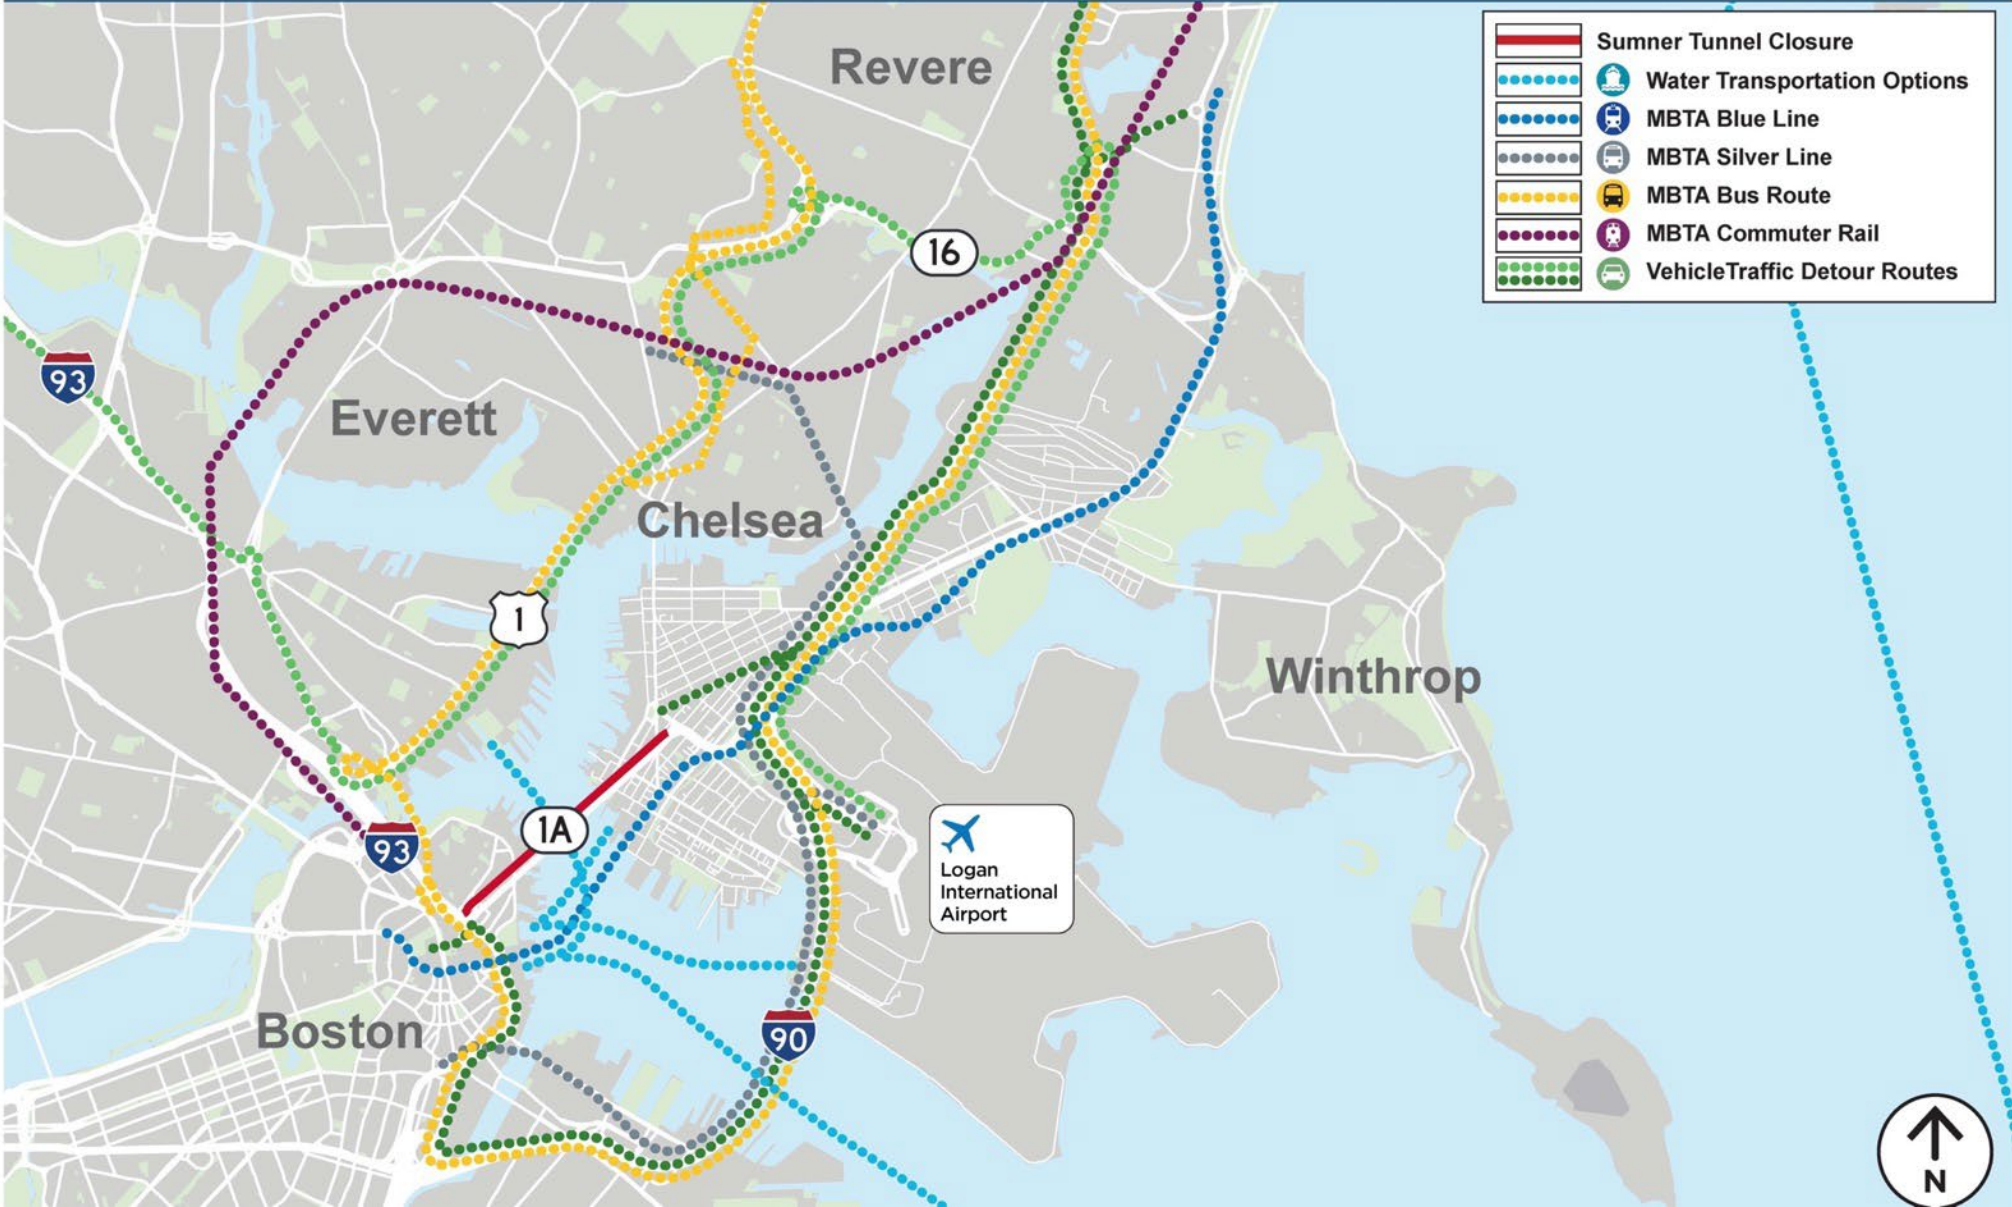 Sumner Tunnel Closure
Water Transportation Options
MBTA Blue Line
MBTA Silver Line
MBTA Bus Route
MBTA Commuter Rail
VehicleTraffic Detour Routes
Revere
16
93
Everett
Chelsea
1
Winthrop
1A
93
Logan
International
Airport
Boston
90
N